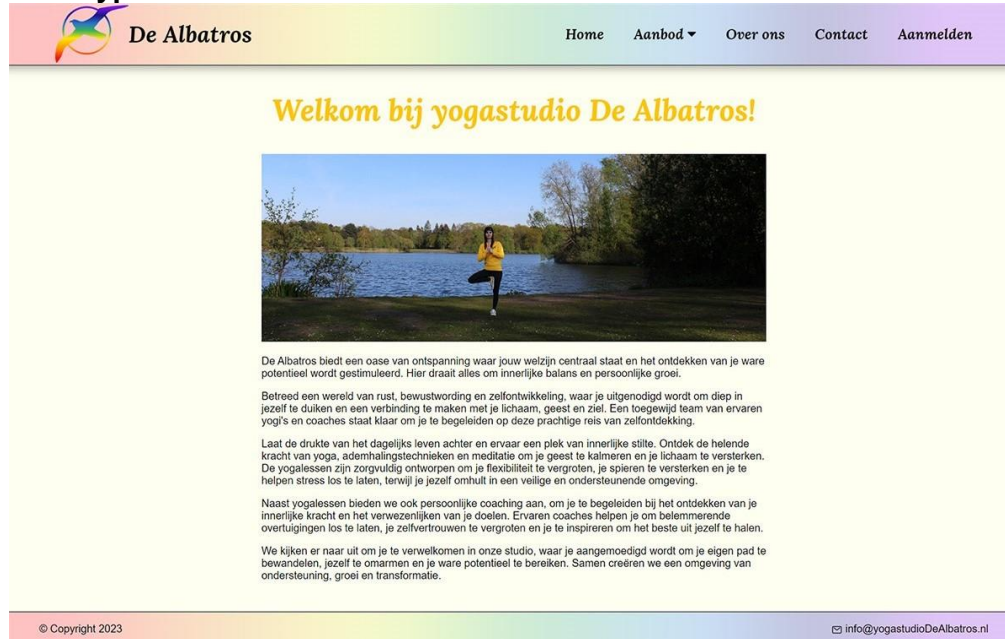 De Albatros
Home Aanbod Over ons Contact Aanmelden
Welkom bij yogastudio De Albatros!
De Albatros biedt een oase van ontspanning waar jouw welzijn centraal staat en het ontdekken van je ware
potentieel wordt gestimuleerd. Hier draait alles om innerlijke balans en persoonlijke groei.
Betreed een wereld van rust, bewustwording en zelfontwikkeling, waar je uitgenodigd wordt om diep in
jezelf te duiken en een verbinding te maken met je lichaam, geest en ziel. Een toegewijd team van ervaren
yogi's en coaches staat klaar om je te begeleiden op deze prachtige reis van zelfontdekking.
Laat de drukte van het dagelijks leven achter en ervaar een plek van innerlijke stilte. Ontdek de helende
kracht van yoga, ademhalingstechnieken en meditatie om je geest te kalmeren en je lichaam te versterken.
De yogalessen zijn zorgvuldig ontworpen om je flexibiliteit te vergroten, je spieren te versterken en je te
helpen stress los te laten, terwijl je jezelf omhult in een veilige en ondersteunende omgeving.
Naast yogalessen bieden we ook persoonlijke coaching aan, om je te begeleiden bij het ontdekken van je
innerlijke kracht en het verwezenlijken van je doelen. Ervaren coaches helpen je om belemmerende
overtuigingen los te laten, je zelfvertrouwen te vergroten en je te inspireren om het beste uit jezelf te halen.
We kijken er naar uit om je te verwelkomen in onze studio, waar je aangemoedigd wordt om je eigen pad te
bewandelen, jezelf te omarmen en je ware potentieel te bereiken. Samen creëren we een omgeving van
ondersteuning, groei en transformatie.
© Copyright 2023
info@yogastudioDeAlbatros.nl